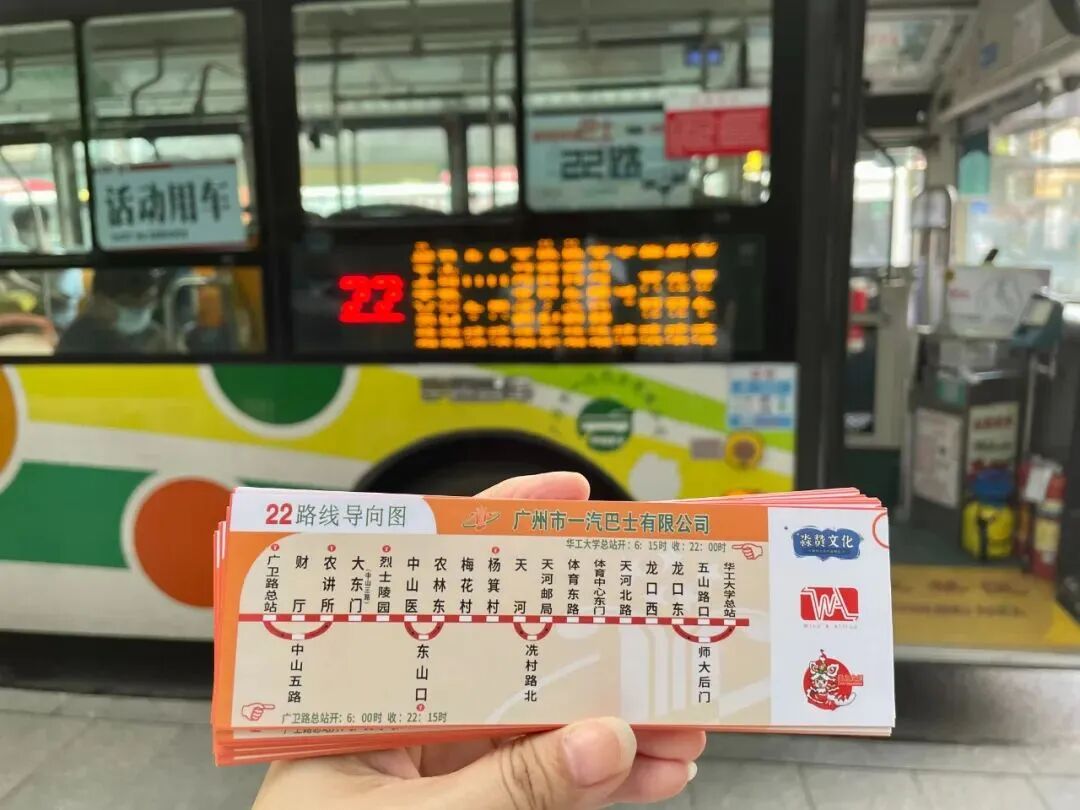 活动用车
22路
22
22路线导向图
广州市一汽巴士有限公司
华工大学总站开：6：15时 收：22：00时
广卫路总站
财厅
农讲所
大东门
(中山三路)
烈士陵园
中山医
农林东
梅花村
杨箕村
天河
天河邮局
体育东路
体育中心东门
天河北路
龙口西
龙口东
五山路口
华工大学总站
中山五路
东山口
冼村路北
师大后门
广卫路总站开：6：00时 收：22：15时
淼赞文化